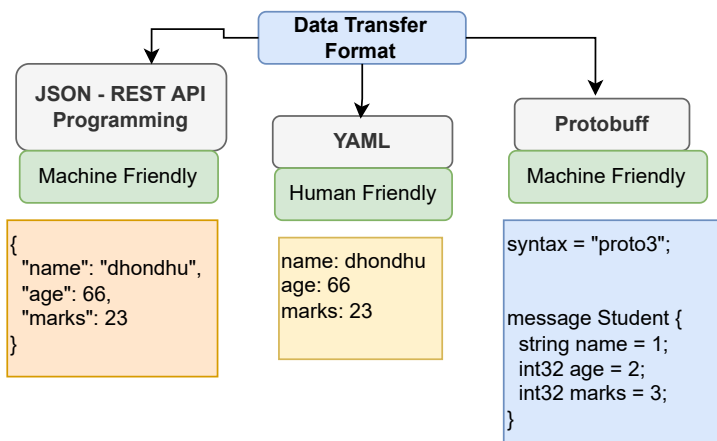 Data Transfer
Format
JSON - REST API
Programming
Machine Friendly
{
  "name": "dhondhu",
  "age": 66,
  "marks": 23
}
YAML
Human Friendly
name: dhondhu
age: 66
marks: 23
Protobuff
Machine Friendly
syntax = "proto3";
message Student {
  string name = 1;
  int32 age = 2;
  int32 marks = 3;
}